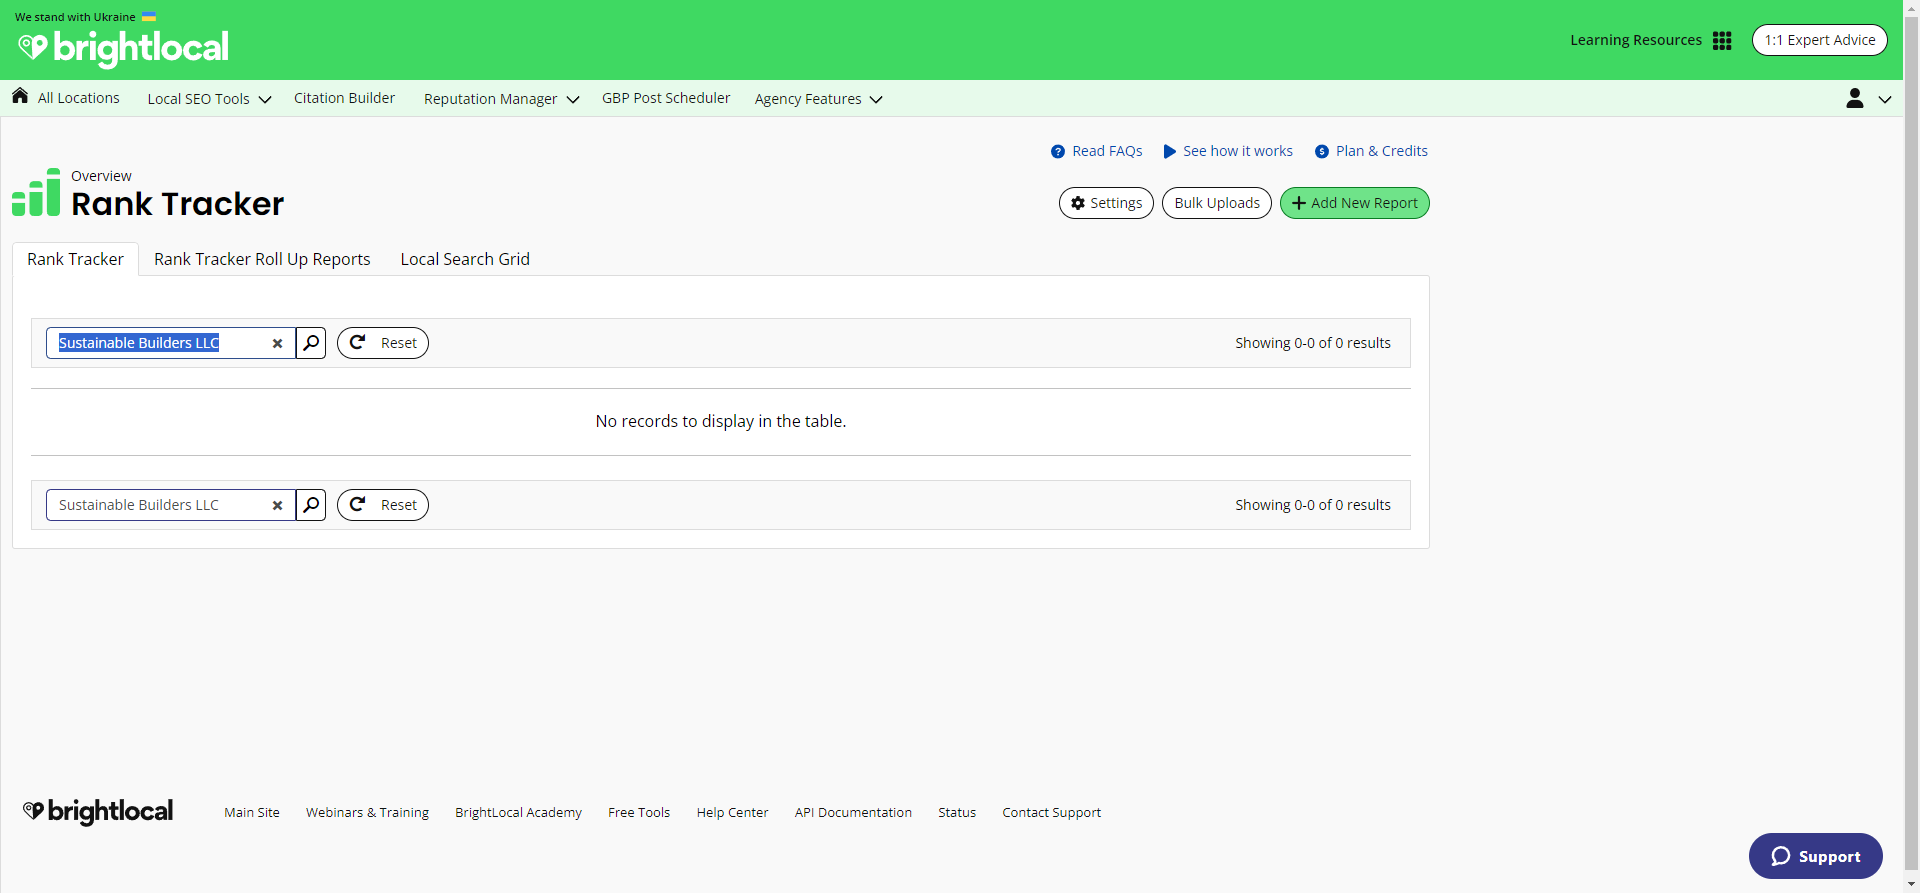 We stand with Ukraine
brightlocal
Learning Resources
1:1 Expert Advice
All Locations
Local SEO Tools
Citation Builder
Reputation Manager
GBP Post Scheduler
Agency Features
Read FAQs
See how it works
Plan & Credits
Overview
Rank Tracker
Settings
Bulk Uploads
Add New Report
Rank Tracker
Rank Tracker Roll Up Reports
Local Search Grid
Sustainable Builders LLC
Reset
Showing 0-0 of 0 results
No records to display in the table.
Sustainable Builders LLC
Reset
Showing 0-0 of 0 results
brightlocal
Main Site
Webinars & Training
BrightLocal Academy
Free Tools
Help Center
API Documentation
Status
Contact Support
Support